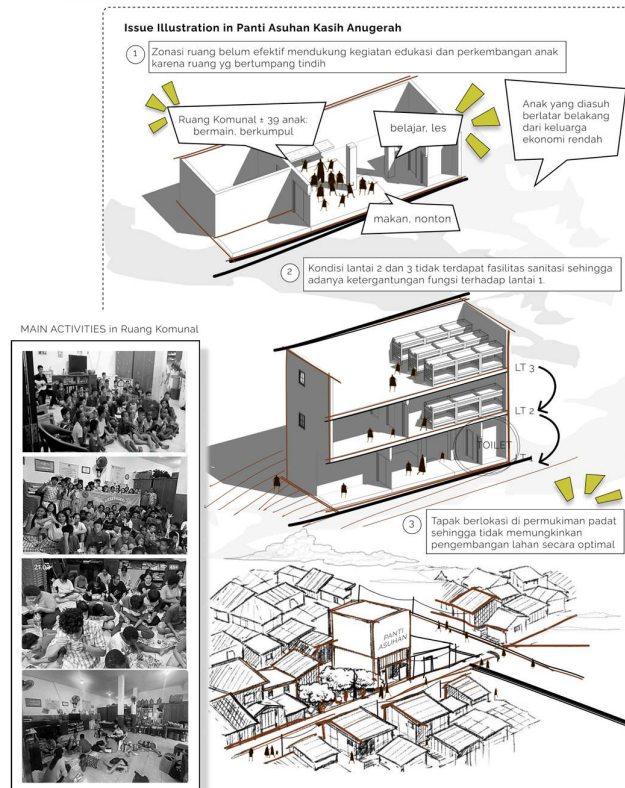 Issue Illustration in Panti Asuhan Kasih Anugerah
1
Zonasi ruang belum efektif mendukung kegiatan edukasi dan perkembangan anak
karena ruang yg bertumpang tindih
Ruang Komunal ± 39 anak:
bermain, berkumpul
belajar, les
Anak yang diasuh
berlatar belakang
dari keluarga
ekonomi rendah
makan, nonton
2
Kondisi lantai 2 dan 3 tidak terdapat fasilitas sanitasi sehingga
adanya ketergantungan fungsi terhadap lantai 1.
MAIN ACTIVITIES in Ruang Komunal
LT 3
LT 2
TOILET
3
Tapak berlokasi di permukiman padat
sehingga tidak memungkinkan
pengembangan lahan secara optimal
PANTI
ASUHAN